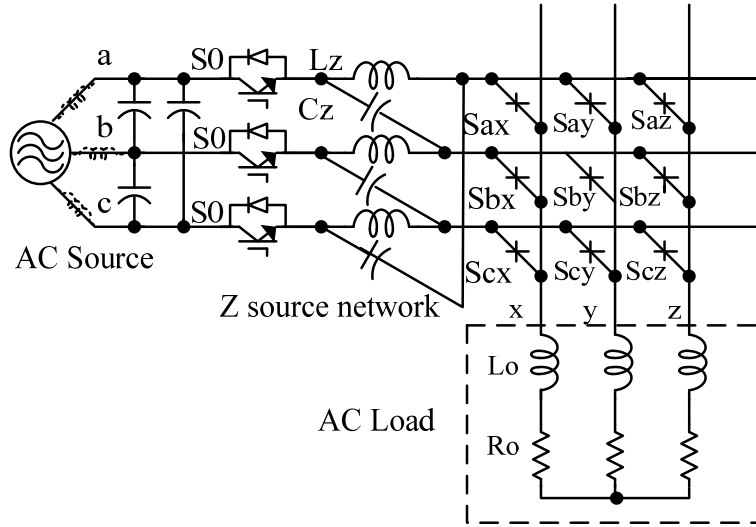 a
S0
Lz
Cz
b
S0
Sax
Say
Saz
c
S0
Sbx
Sby
Sbz
AC Source
Z source network
Scx
Scy
Scz
x
y
z
Lo
AC Load
Ro